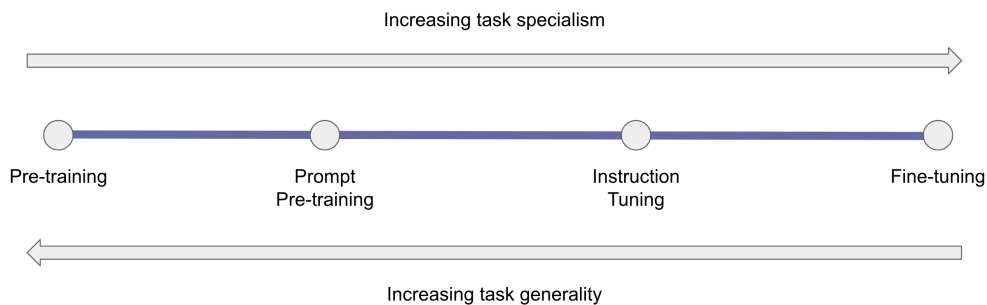 Increasing task specialism
Pre-training
Prompt
Pre-training
Instruction
Tuning
Fine-tuning
Increasing task generality